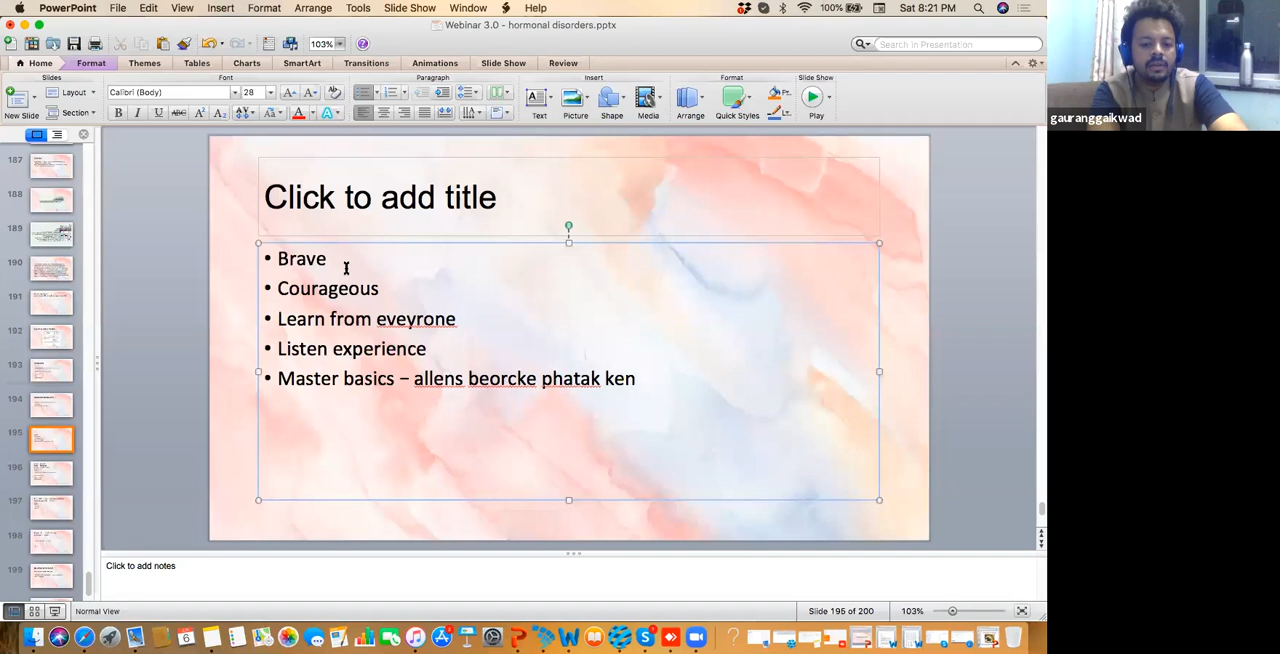 PowerPoint File Edit View Insert Format Arrange Tools Slide Show Window Help 100% Sat 8:21 PM
Webinar 3.0 - hormonal disorders.pptx
103% Search in Presentation
Home Format Themes Tables Charts SmartArt Transitions Animations Slide Show Review
Slides Font Paragraph Insert Format Slide Show
New Slide Layout Section Calibri (Body) 28 Text Picture Shape Media Arrange Quick Styles Play
gauranggaikwad
187
188
189
190
191
192
193
194
195
196
197
198
199
Click to add title
• Brave
• Courageous
• Learn from eveyrone
• Listen experience
• Master basics – allens beorcke phatak ken
Click to add notes
Normal View Slide 195 of 200 103%